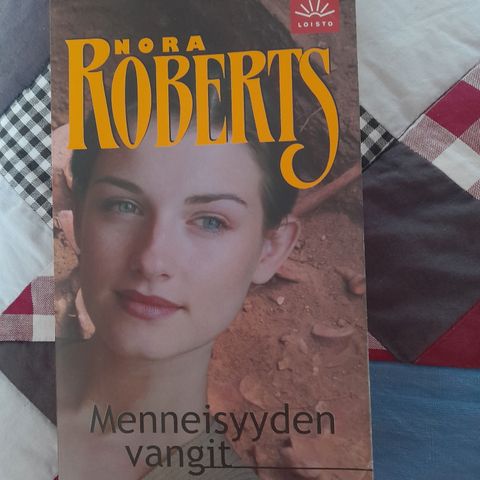 LOISTO
NORA
ROBERTS
Menneisyyden
vangit